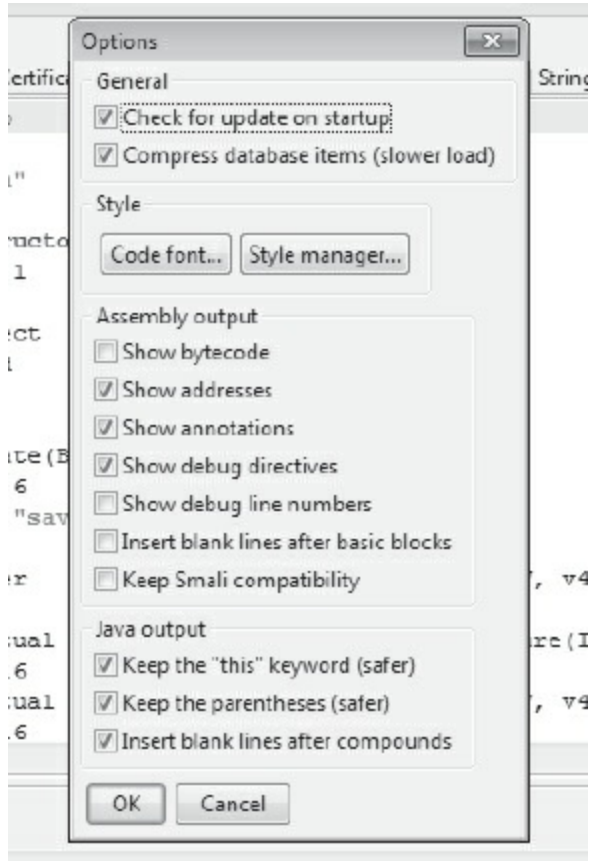 Options
General
Check for update on startup
Compress database items (slower load)
Style
Code font... Style manager...
Assembly output
Show bytecode
Show addresses
Show annotations
Show debug directives
Show debug line numbers
Insert blank lines after basic blocks
Keep Smali compatibility
Java output
Keep the "this" keyword (safer)
Keep the parentheses (safer)
Insert blank lines after compounds
OK Cancel